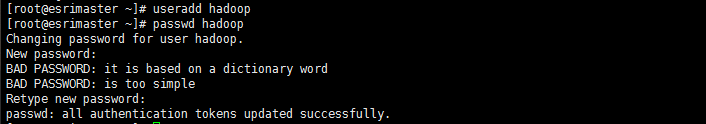 [root@esrimaster ~]# useradd hadoop
[root@esrimaster ~]# passwd hadoop
Changing password for user hadoop.
New password:
BAD PASSWORD: it is based on a dictionary word
BAD PASSWORD: is too simple
Retype new password:
passwd: all authentication tokens updated successfully.